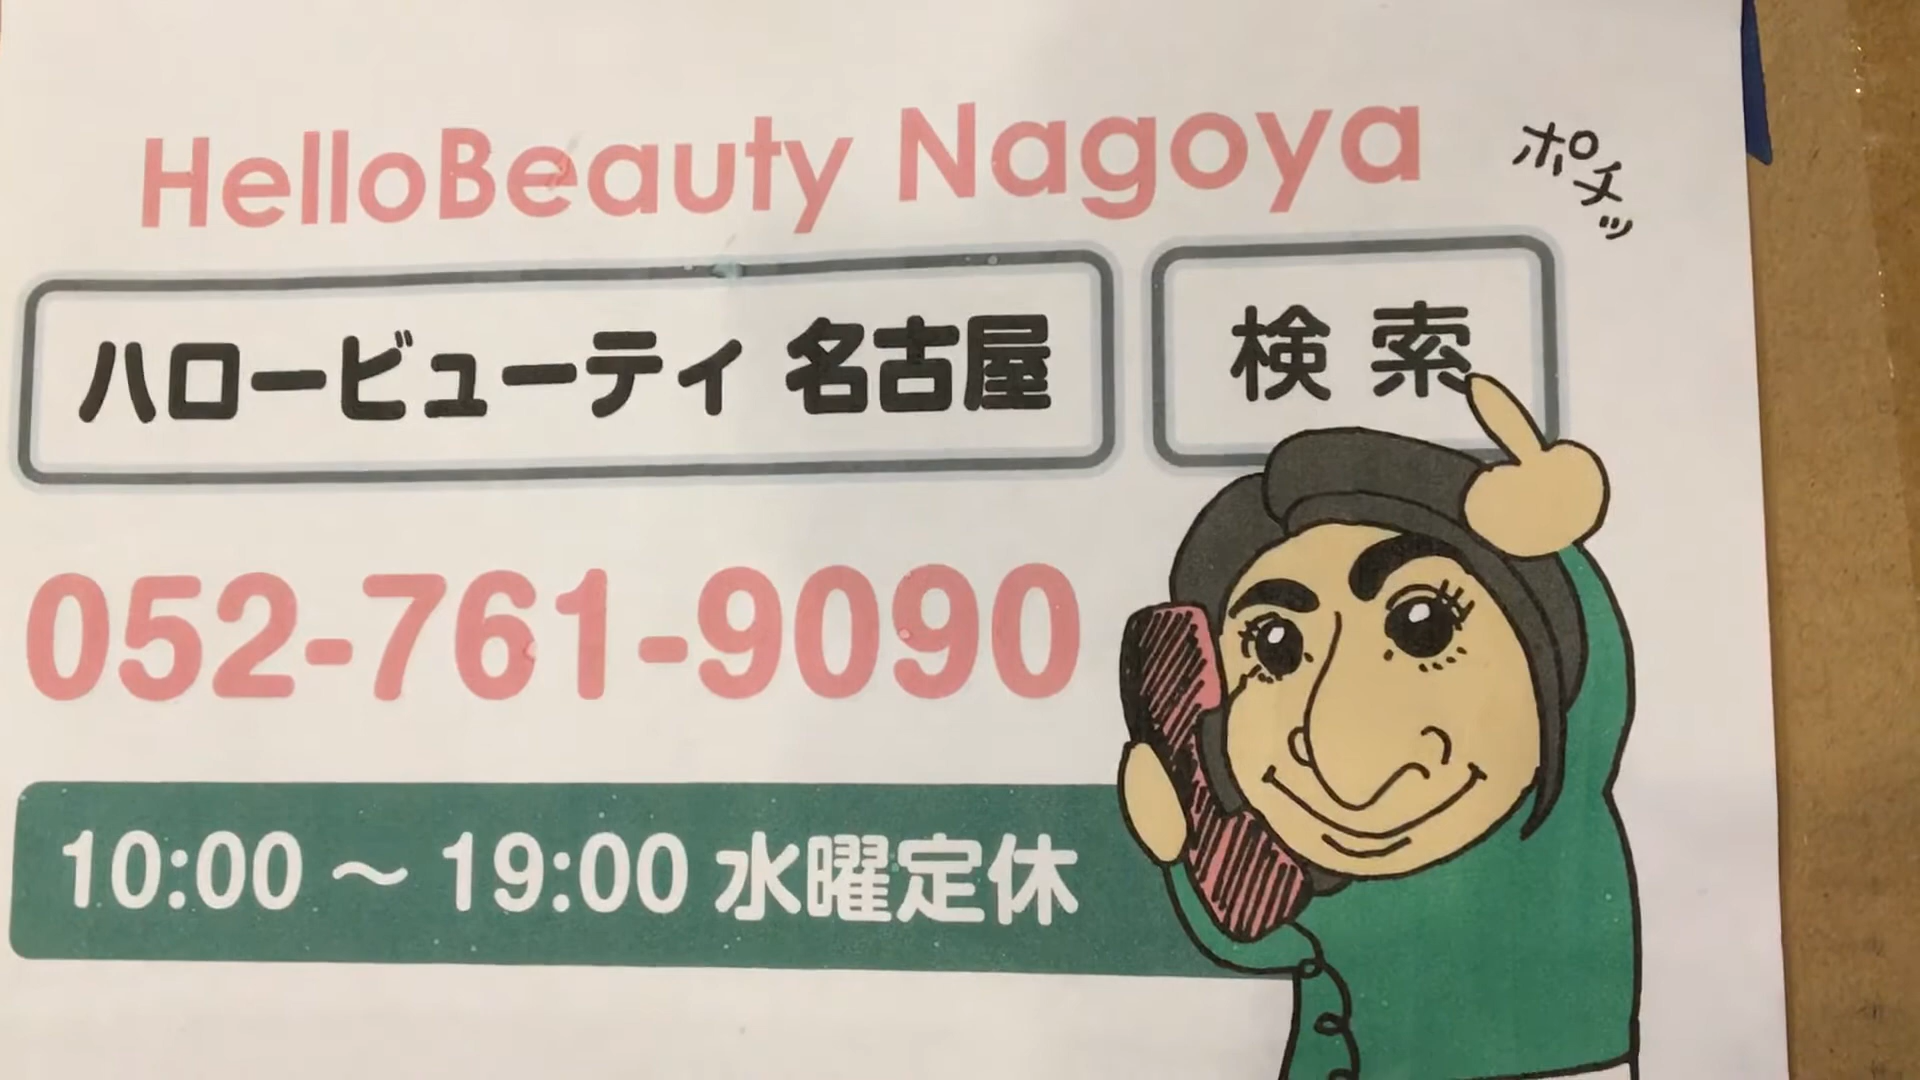 HelloBeauty Nagoya
ポチッ
ハロービューティ 名古屋
検索
052-761-9090
10:00 ～ 19:00 水曜定休